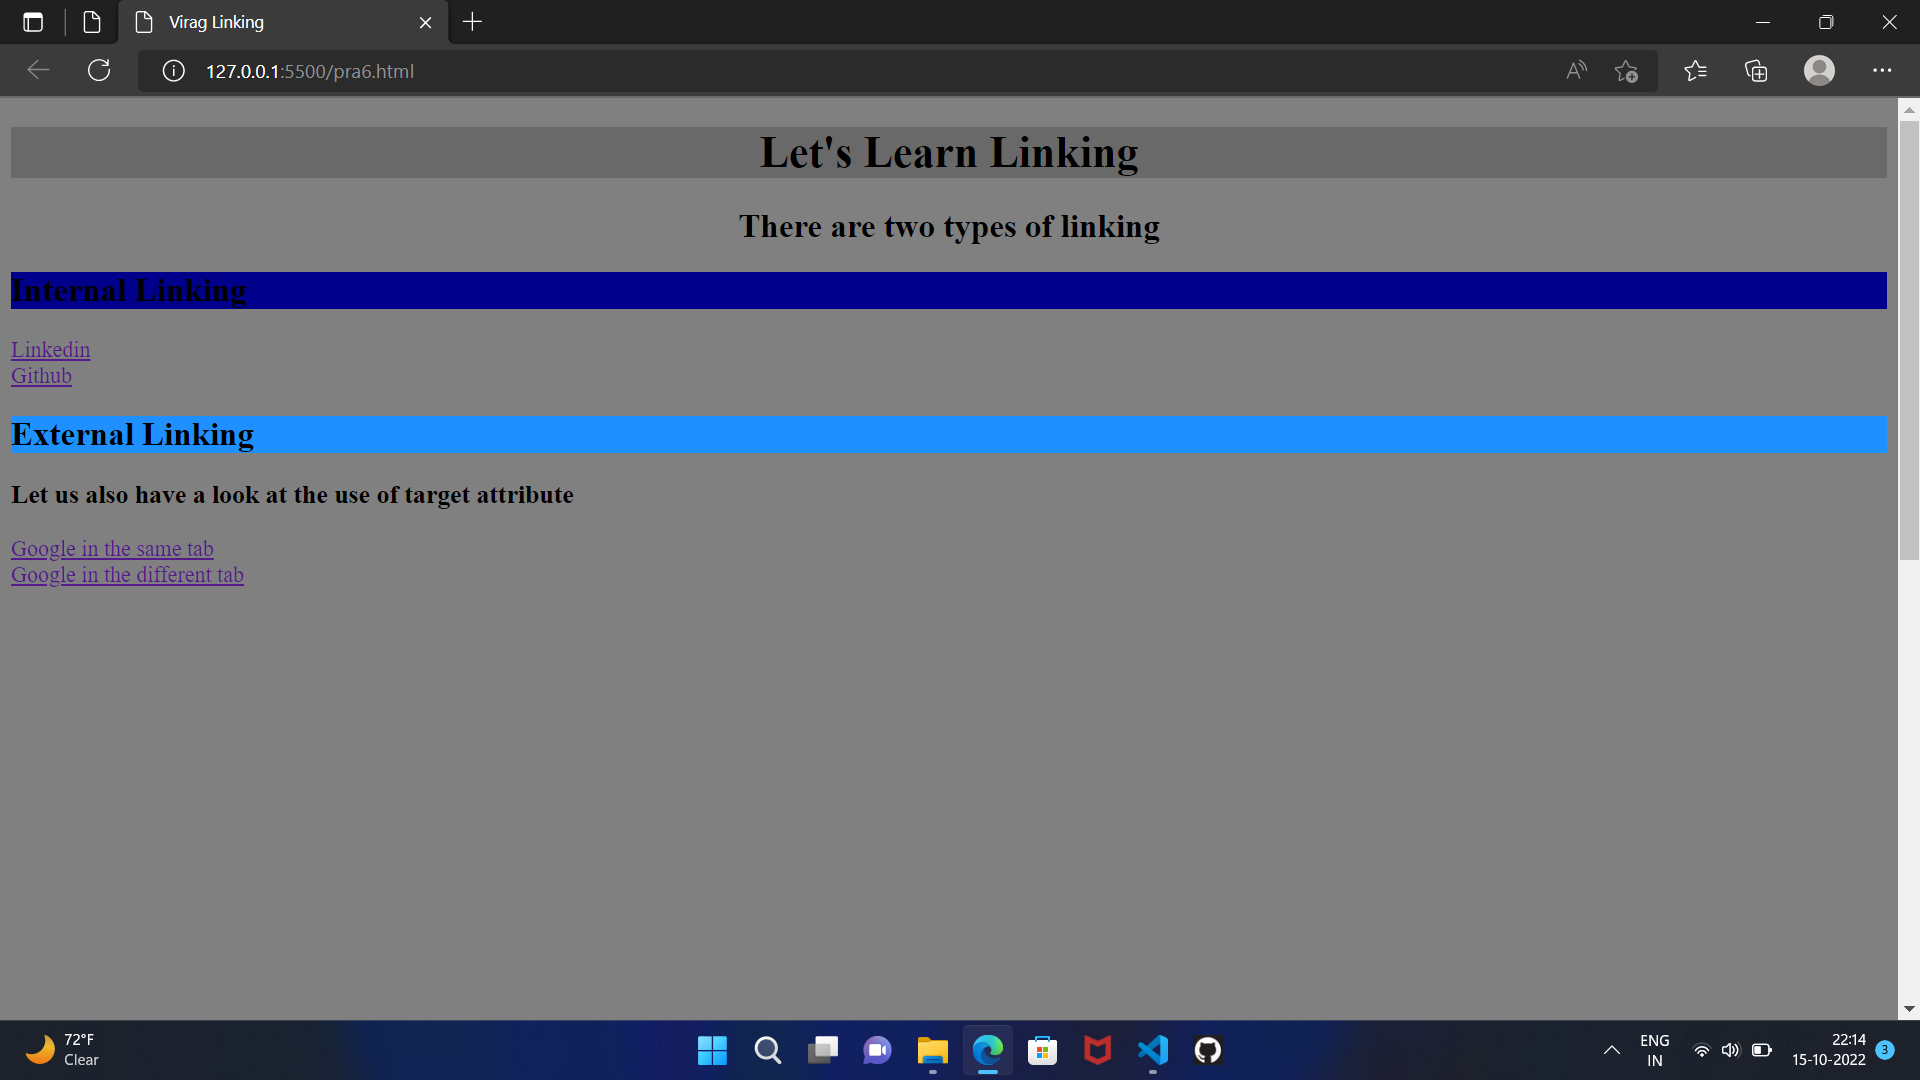 Virag Linking
127.0.0.1:5500/pra6.html
Let's Learn Linking
There are two types of linking
Internal Linking
Linkedin
Github
External Linking
Let us also have a look at the use of target attribute
Google in the same tab
Google in the different tab
72°F
Clear
ENG
IN
22:14
15-10-2022
3